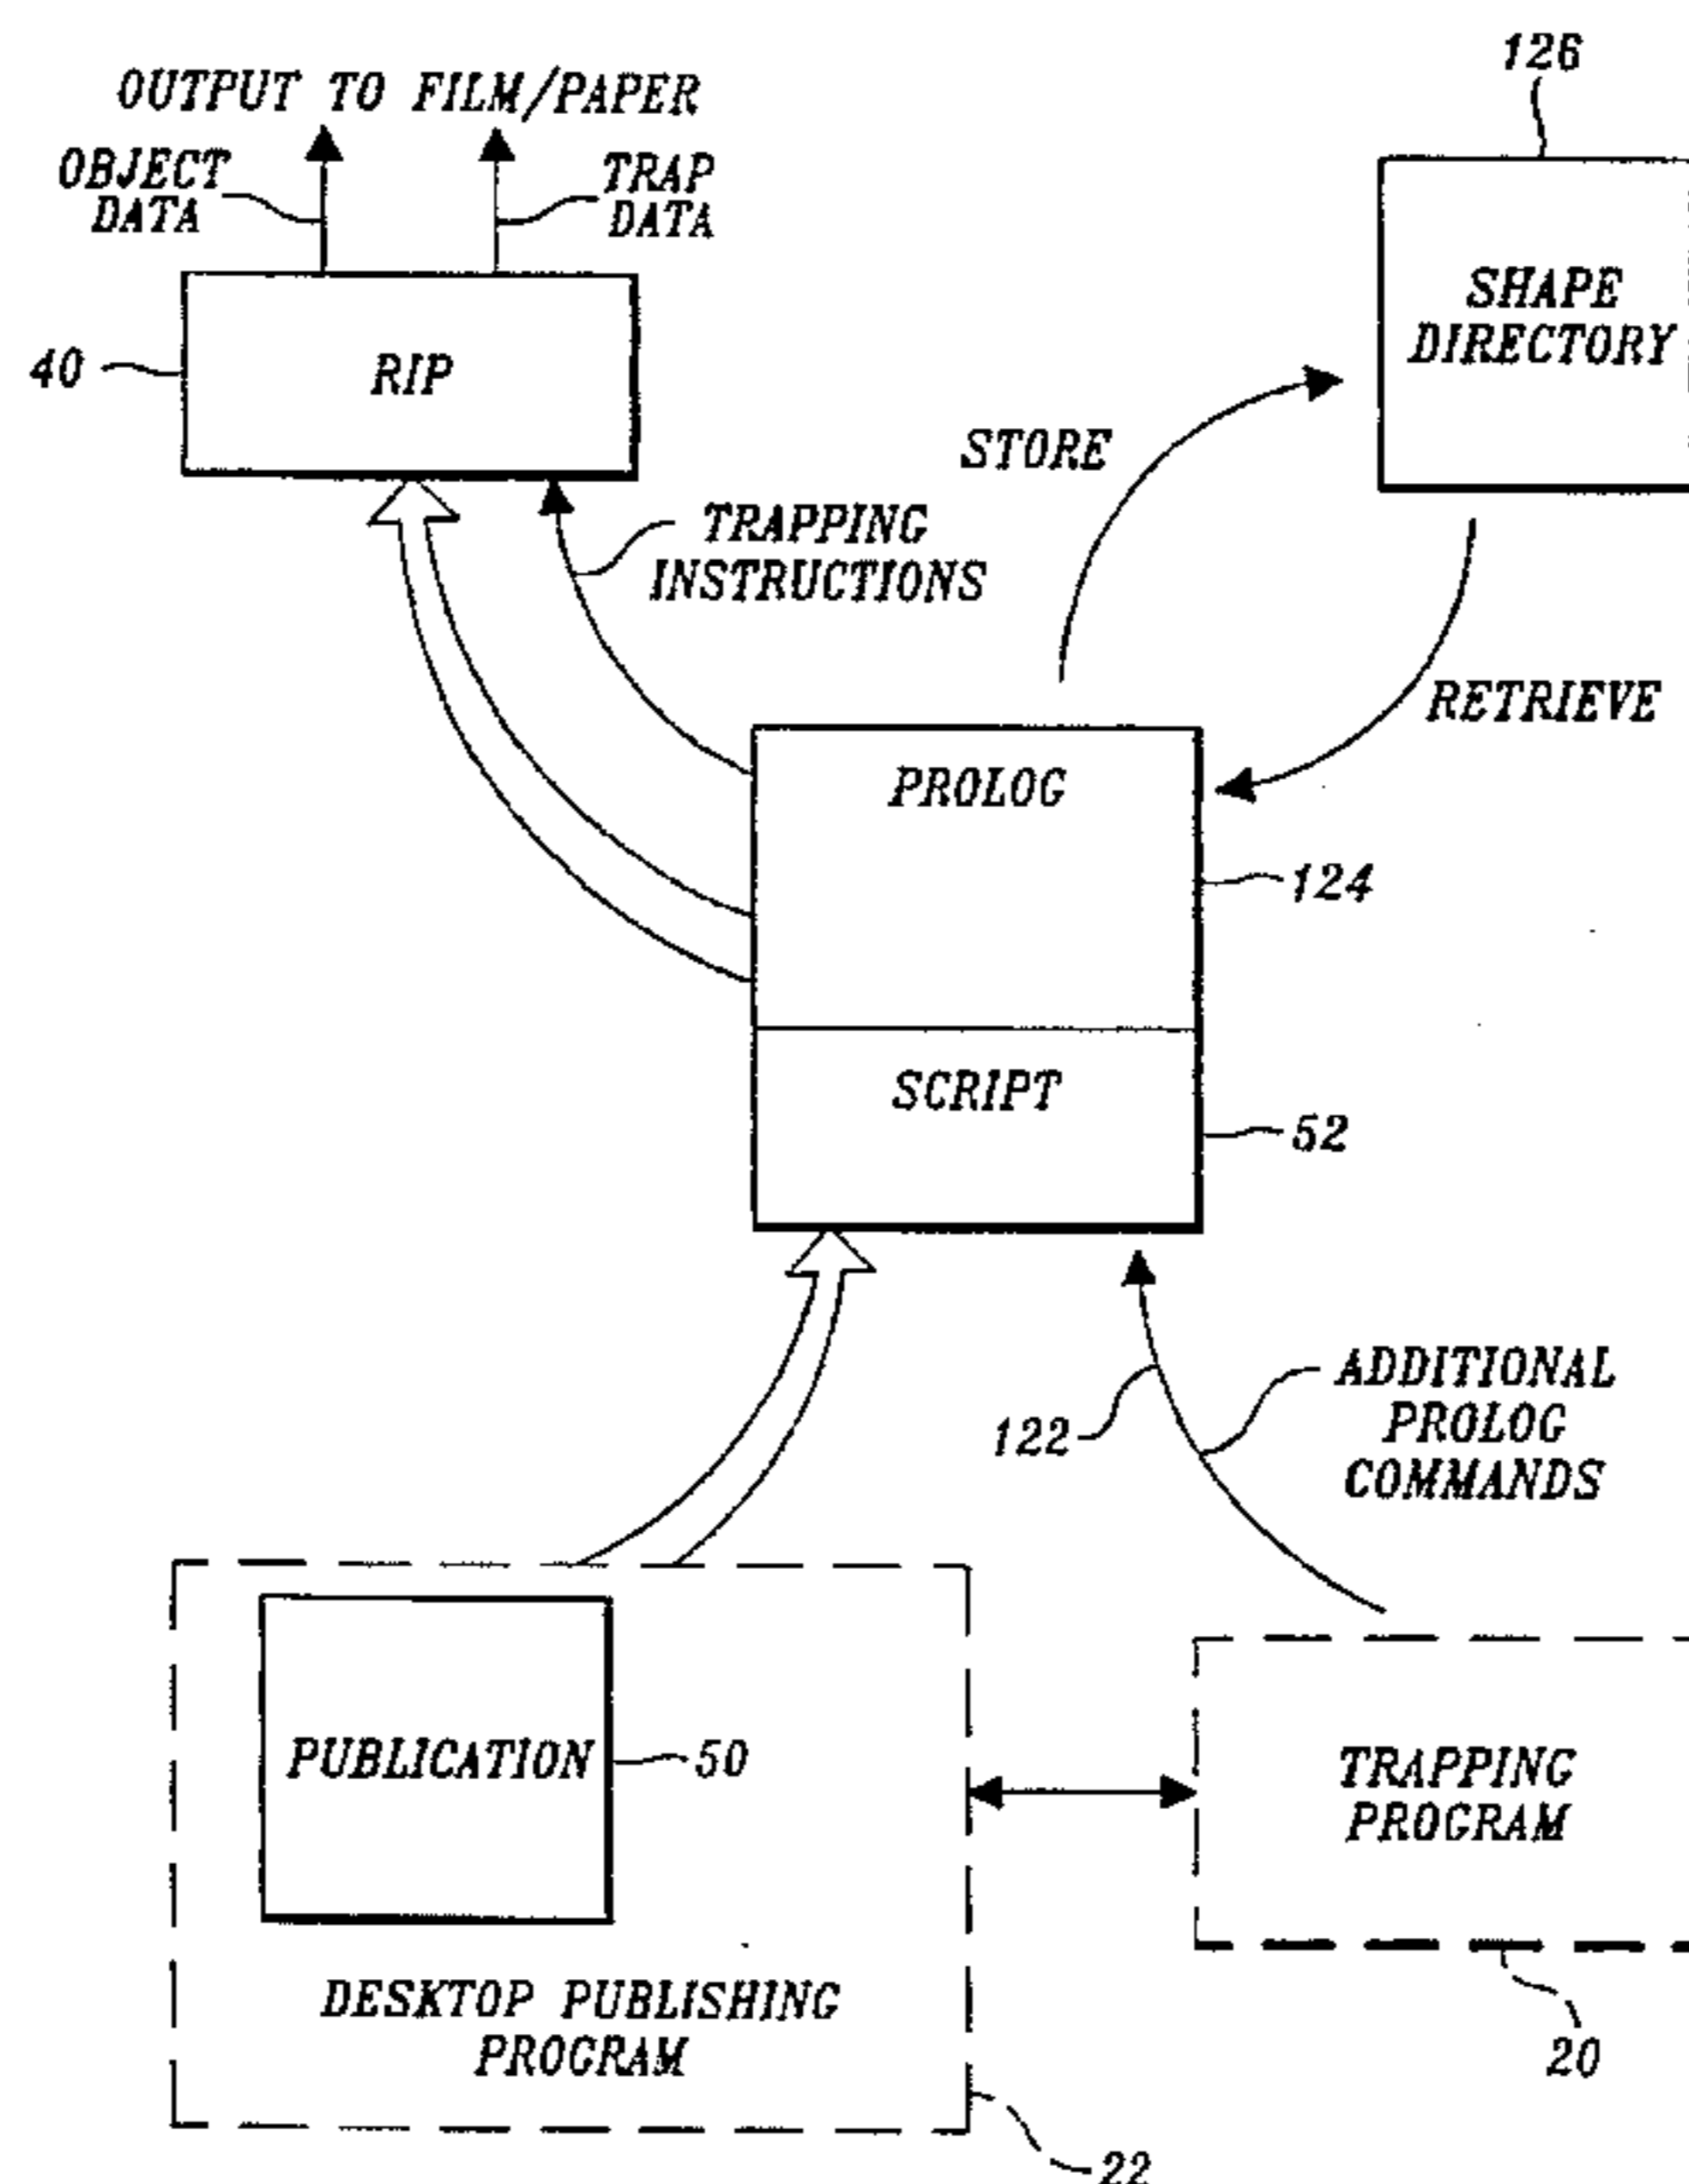 126
OUTPUT TO FILM/PAPER
OBJECT
DATA
TRAP
DATA
SHAPE
DIRECTORY
40
RIP
STORE
TRAPPING
INSTRUCTIONS
RETRIEVE
PROLOG
124
SCRIPT
52
ADDITIONAL
PROLOG
COMMANDS
122
PUBLICATION
50
TRAPPING
PROGRAM
DESKTOP PUBLISHING
PROGRAM
20
22